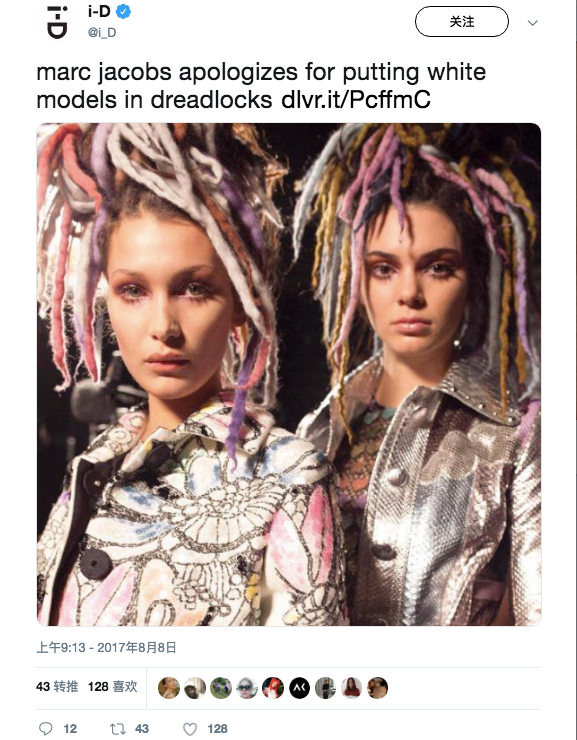 i-D
i-D
@i_D
关注
marc jacobs apologizes for putting white
models in dreadlocks dlvr.it/PcffmC
上午9:13 - 2017年8月8日
43 转推 128 喜欢
12 43 128